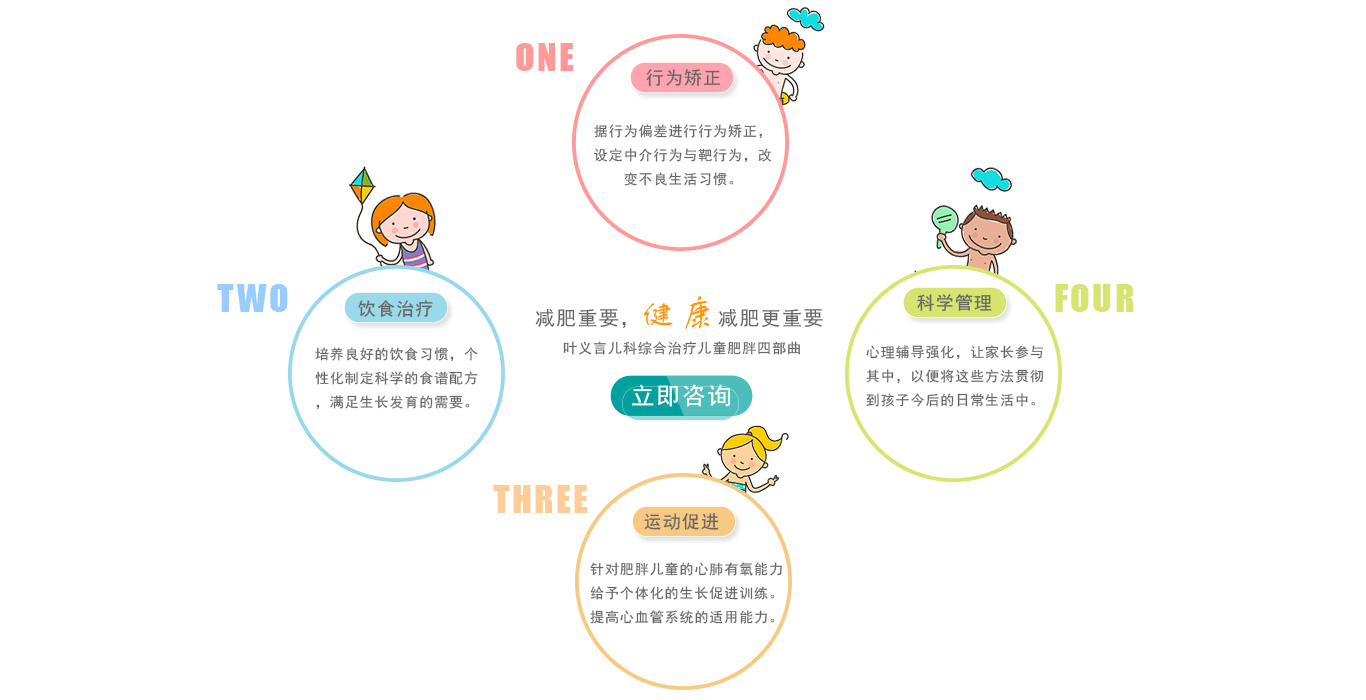 ONE
行为矫正
据行为偏差进行行为矫正，
设定中介行为与靶行为，改
变不良生活习惯。
TWO
饮食治疗
培养良好的饮食习惯，个
性化制定科学的食谱配方
，满足生长发育的需要。
减肥重要，健康减肥更重要
叶义言儿科综合治疗儿童肥胖四部曲
立即咨询
FOUR
科学管理
心理辅导强化，让家长参与
其中，以便将这些方法贯彻
到孩子今后的日常生活中。
THREE
运动促进
针对肥胖儿童的心肺有氧能力
给予个体化的生长促进训练。
提高心血管系统的适用能力。